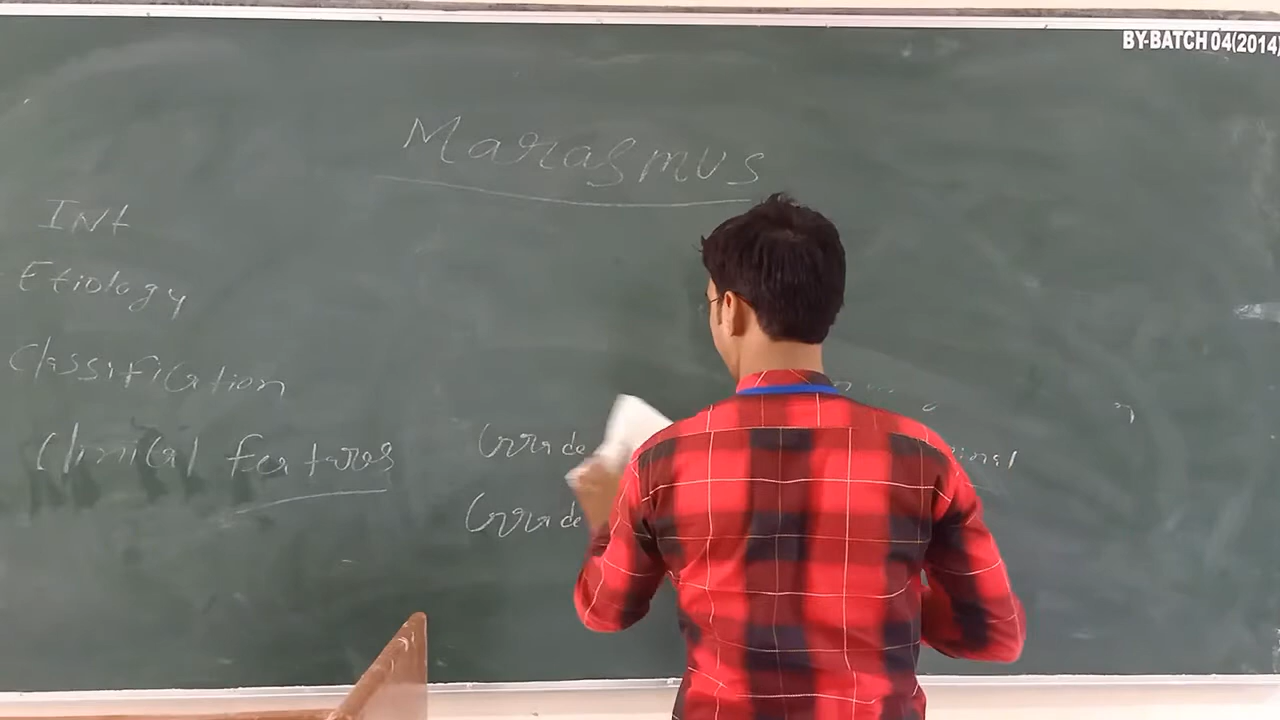 BY-BATCH 04(2014)
Marasmus
INt
Etiology
Classification
Clinical features
Grade
Grade